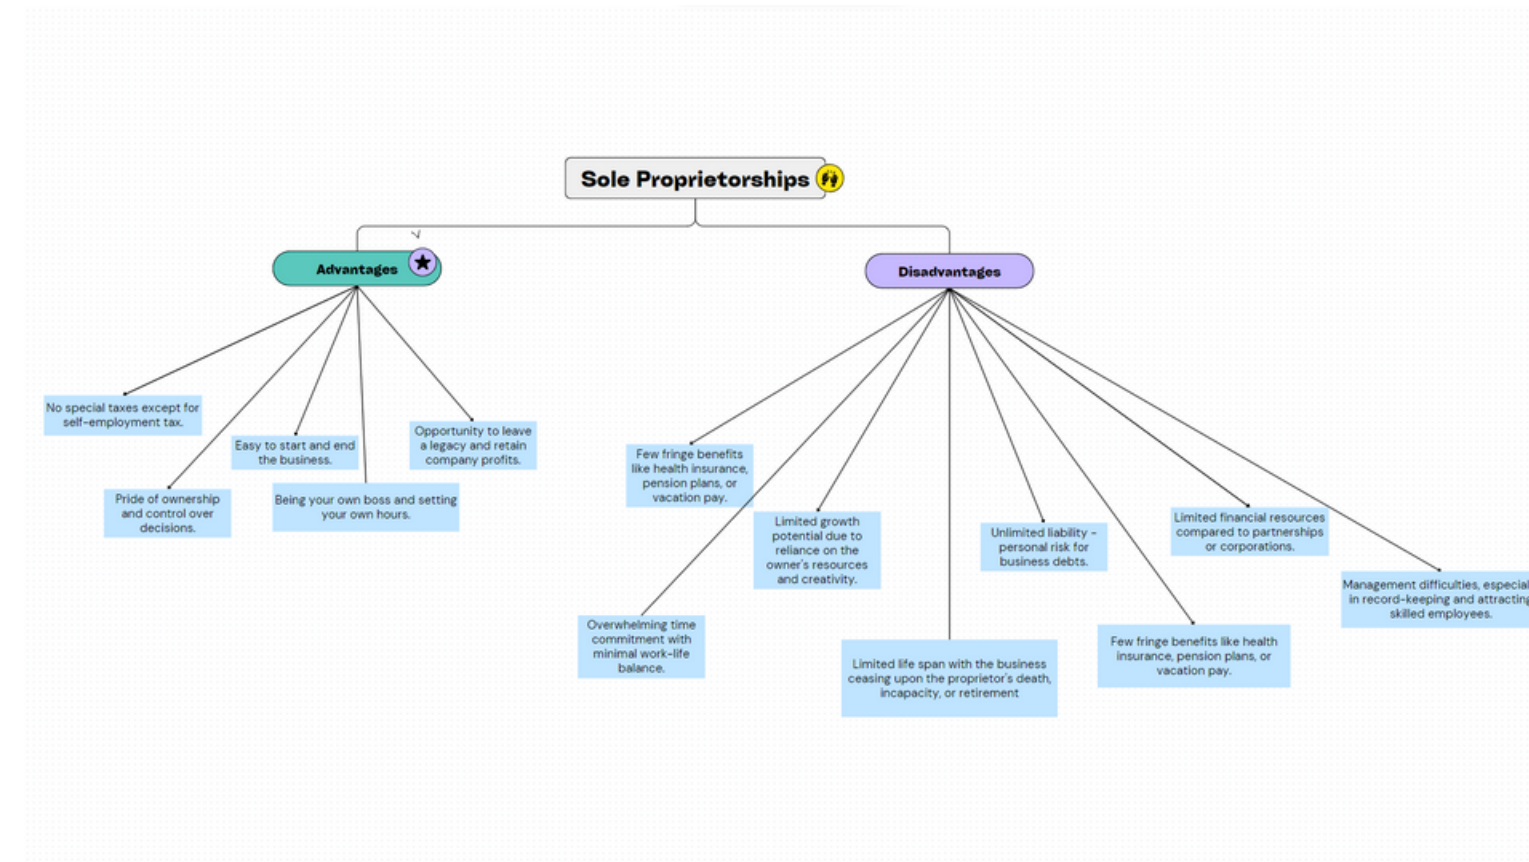 Sole Proprietorships
Advantages
Disadvantages
No special taxes except for
self-employment tax.
Pride of ownership
and control over
decisions.
Easy to start and end
the business.
Being your own boss and setting
your own hours.
Opportunity to leave
a legacy and retain
company profits.
Few fringe benefits
like health insurance,
pension plans, or
vacation pay.
Overwhelming time
commitment with
minimal work-life
balance.
Limited growth
potential due to
reliance on the
owner's resources
and creativity.
Limited life span with the business
ceasing upon the proprietor's death,
incapacity, or retirement
Unlimited liability -
personal risk for
business debts.
Few fringe benefits like health
insurance, pension plans, or
vacation pay.
Limited financial resources
compared to partnerships
or corporations.
Management difficulties, especial
in record-keeping and attracting
skilled employees.